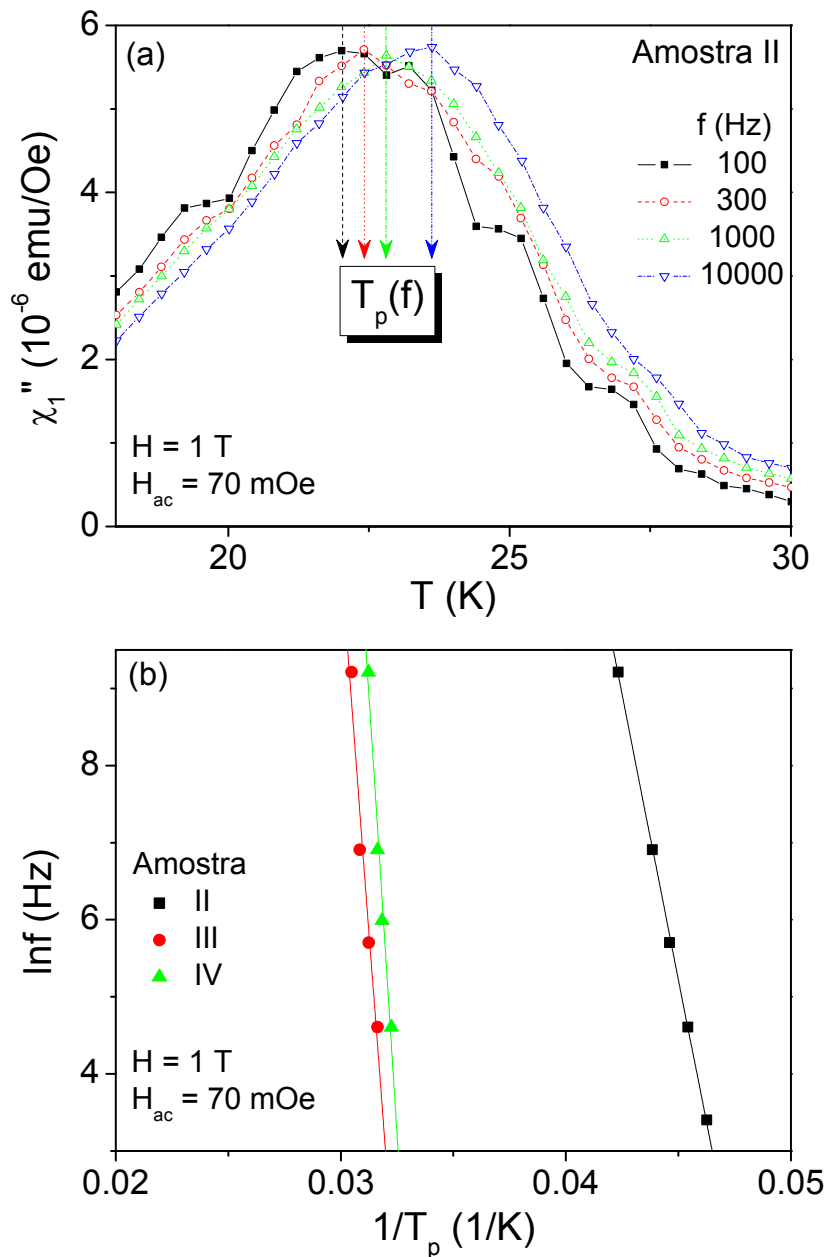 (a)
Amostra II
f (Hz)
100
300
1000
10000
T_p(f)
H = 1 T
H_ac = 70 mOe
χ_1'' (10^-6 emu/Oe)
6
4
2
0
20 25 30
T (K)
(b)
Amostra
II
III
IV
H = 1 T
H_ac = 70 mOe
lnf (Hz)
8
6
4
0.02 0.03 0.04 0.05
1/T_p (1/K)